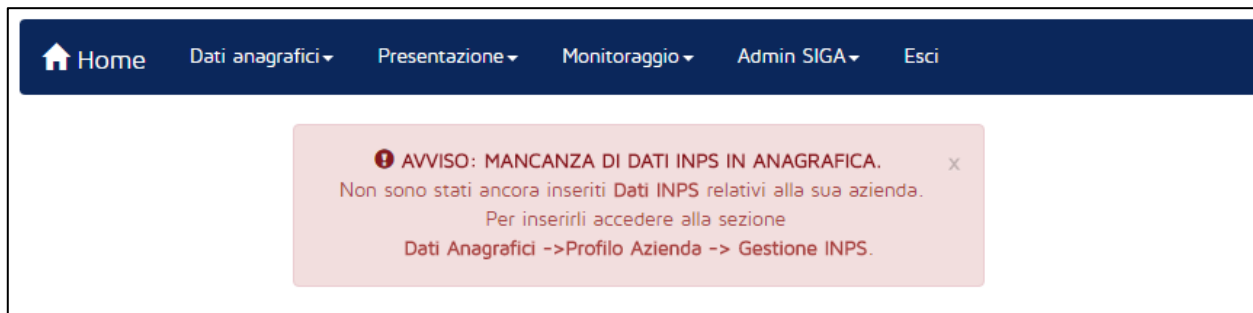 Home Dati anagrafici Presentazione Monitoraggio Admin SIGA Esci
AVVISO: MANCANZA DI DATI INPS IN ANAGRAFICA. x
Non sono stati ancora inseriti Dati INPS relativi alla sua azienda.
Per inserirli accedere alla sezione
Dati Anagrafici ->Profilo Azienda -> Gestione INPS.